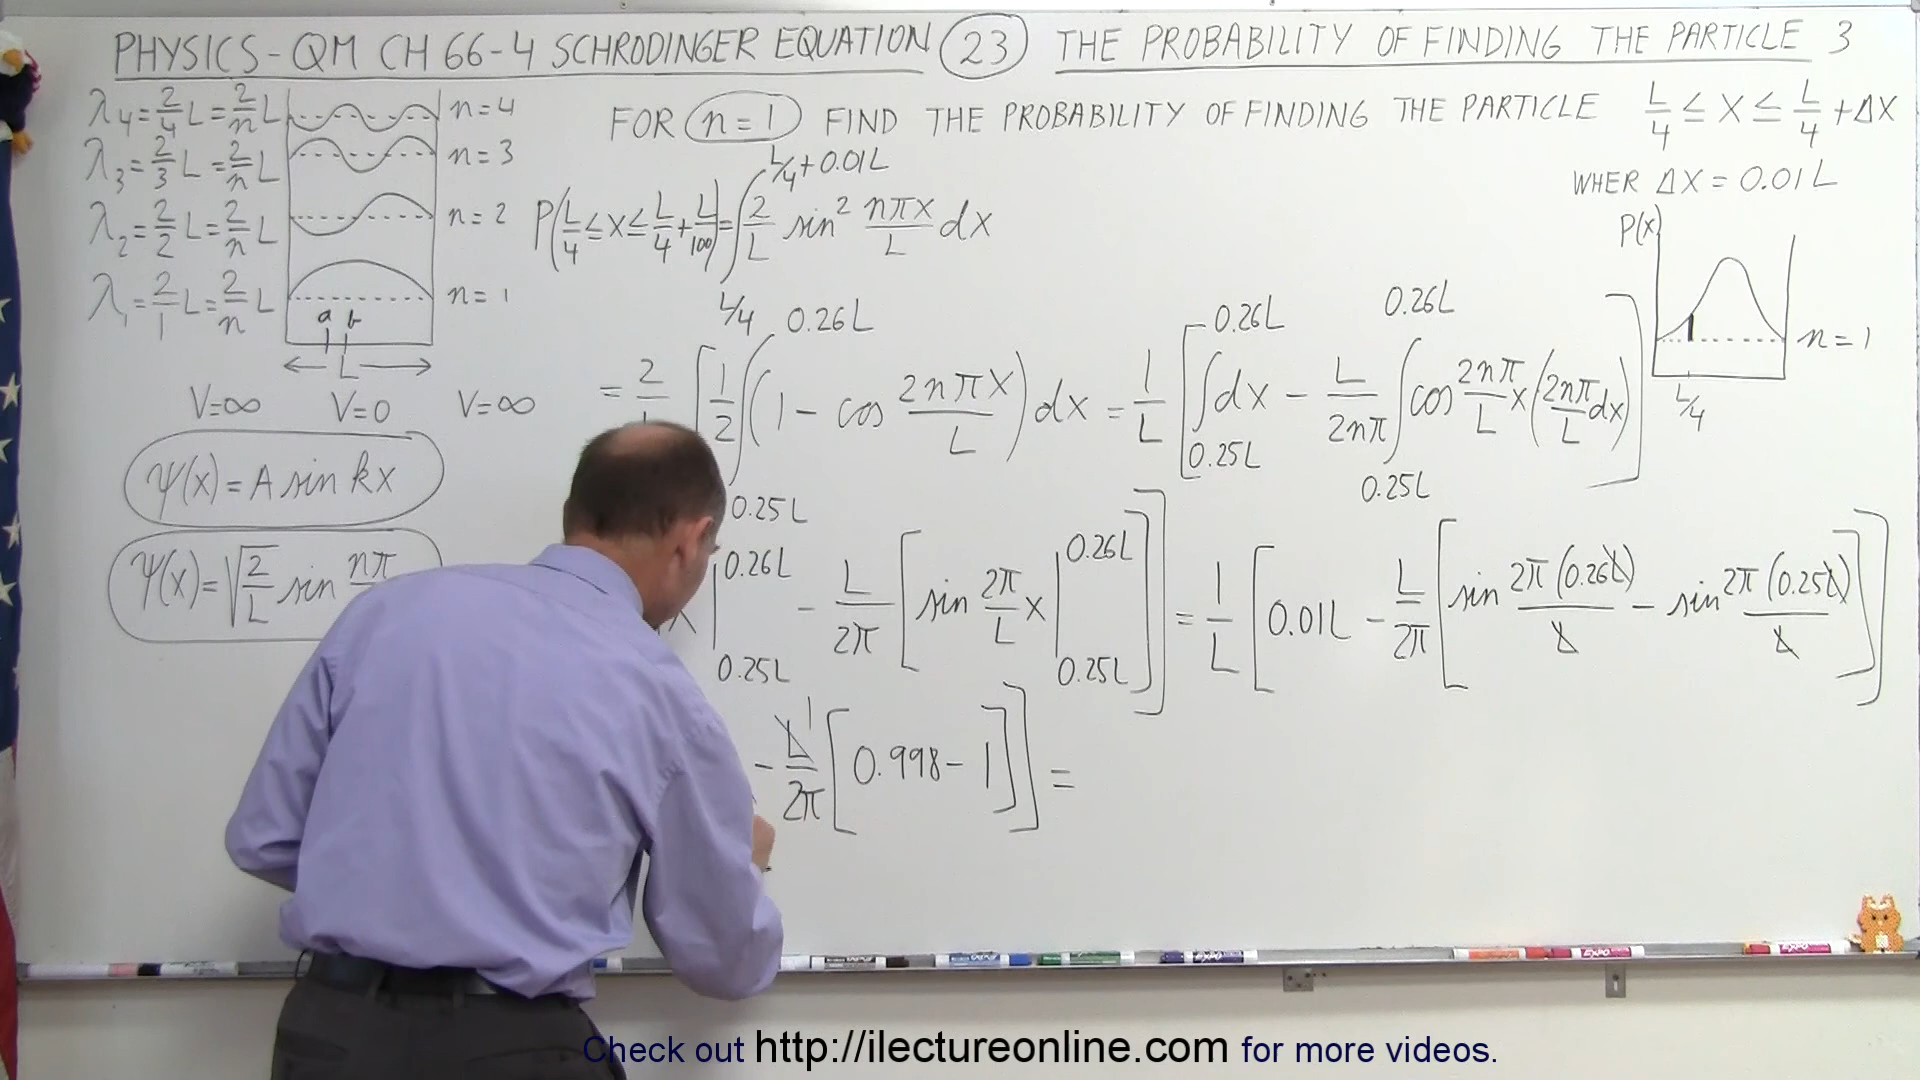 PHYSICS - QM CH 66-4 SCHRODINGER EQUATION 23 THE PROBABILITY OF FINDING THE PARTICLE 3
λ₄ = 2/4 L = 2/n L n = 4
λ₃ = 2/3 L = 2/n L n = 3
λ₂ = 2/2 L = 2/n L n = 2
λ₁ = 2/1 L = 2/n L n = 1
a b
L
V=∞ V=0 V=∞
ψ(x) = A sin kx
ψ(x) = √(2/L) sin nπ
FOR n = 1 FIND THE PROBABILITY OF FINDING THE PARTICLE L/4 ≤ X ≤ L/4 + ΔX
WHER ΔX = 0.01L
P(L/4 ≤ X ≤ L/4 + L/100) = ∫_{L/4}^{L/4 + 0.01L} 2/L sin² nπx/L dx
P(x)
n = 1
L/4
= 2 [1/2 ∫_{0.25L}^{0.26L} (1 - cos 2nπx/L) dx = 1/L [∫_{0.25L}^{0.26L} dx - L/2nπ ∫_{0.25L}^{0.26L} cos 2nπ/L x (2nπ/L dx)]
x |_{0.25L}^{0.26L} - L/2π [sin 2π/L x |_{0.25L}^{0.26L}]] = 1/L [0.01L - L/2π [sin 2π(0.26L)/L - sin 2π(0.25L)/L]]
- L/2π 1 [0.998 - 1]] =
EXPO EXPO EXPO
Check out http://ilectureonline.com for more videos.